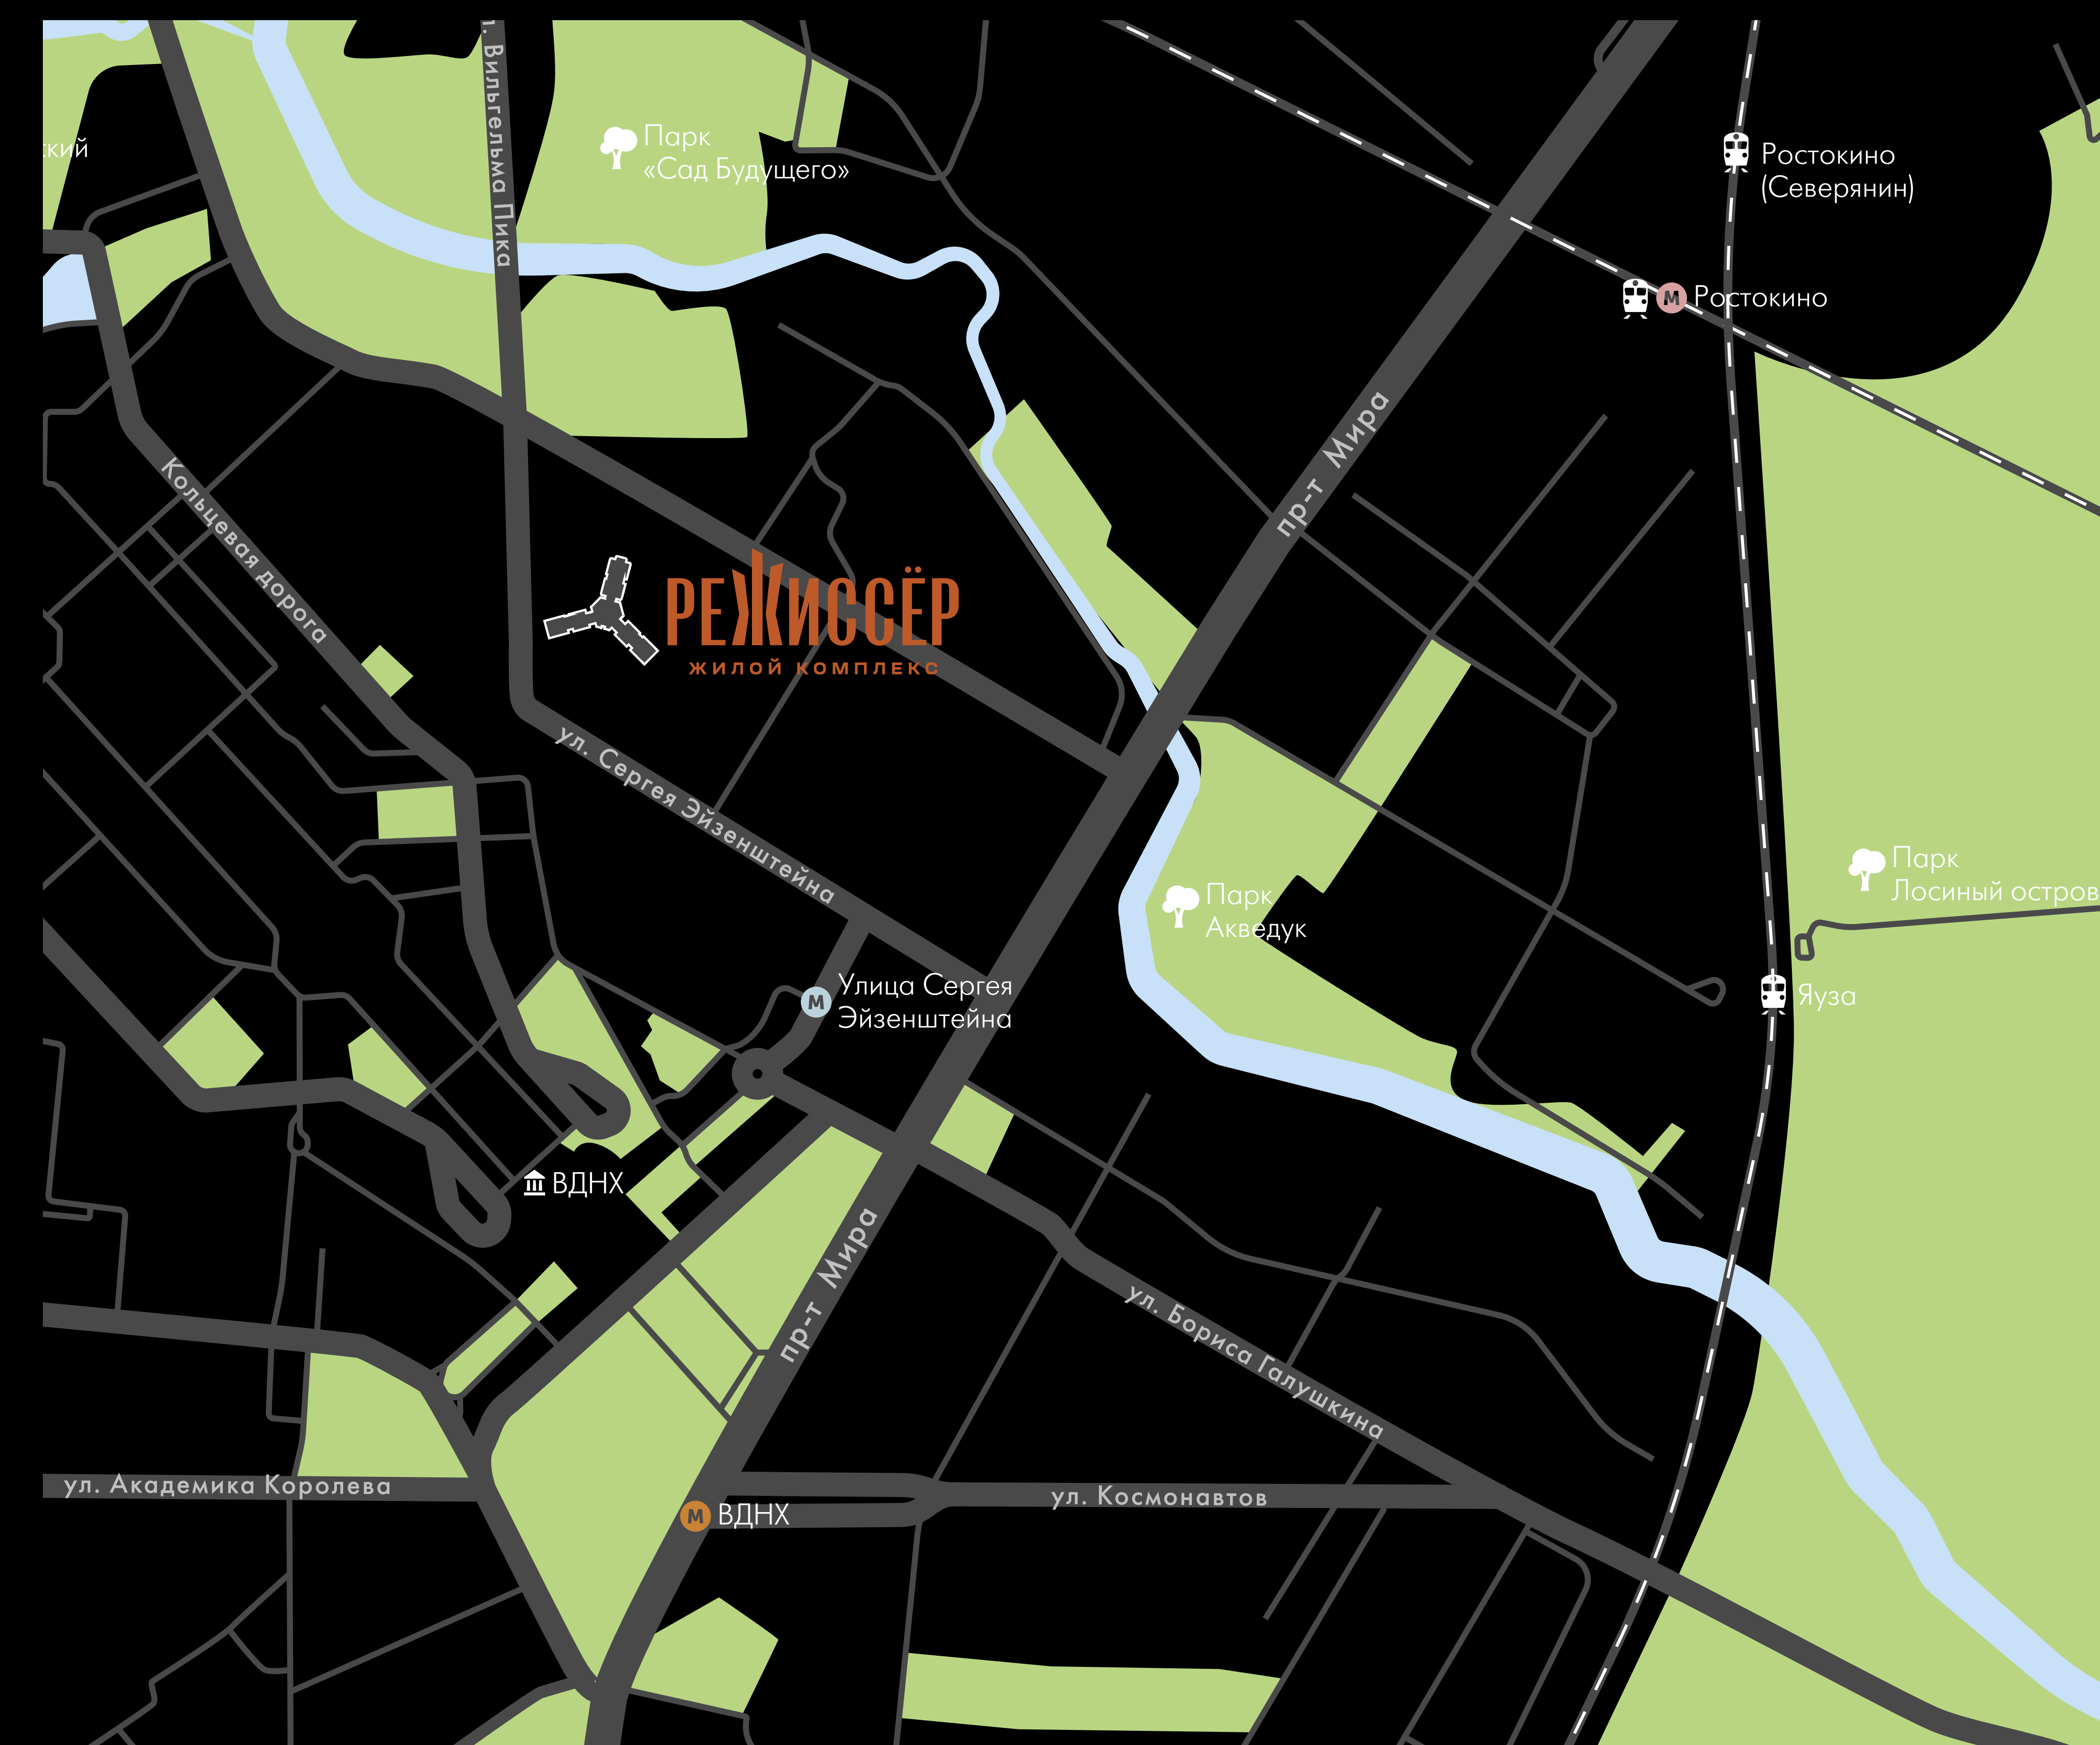 л. Вильгельма Пика
ский
Парк
«Сад Будущего»
Ростокино
(Северянин)
М Ростокино
пр-т Мира
Кольцевая дорога
РЕЖИССЁР
ЖИЛОЙ КОМПЛЕКС
ул. Сергея Эйзенштейна
Парк
Лосиный остров
Парк
Акведук
М
Улица Сергея
Эйзенштейна
Яуза
ВДНХ
пр-т Мира
ул. Бориса Галушкина
ул. Академика Королева
ул. Космонавтов
М ВДНХ